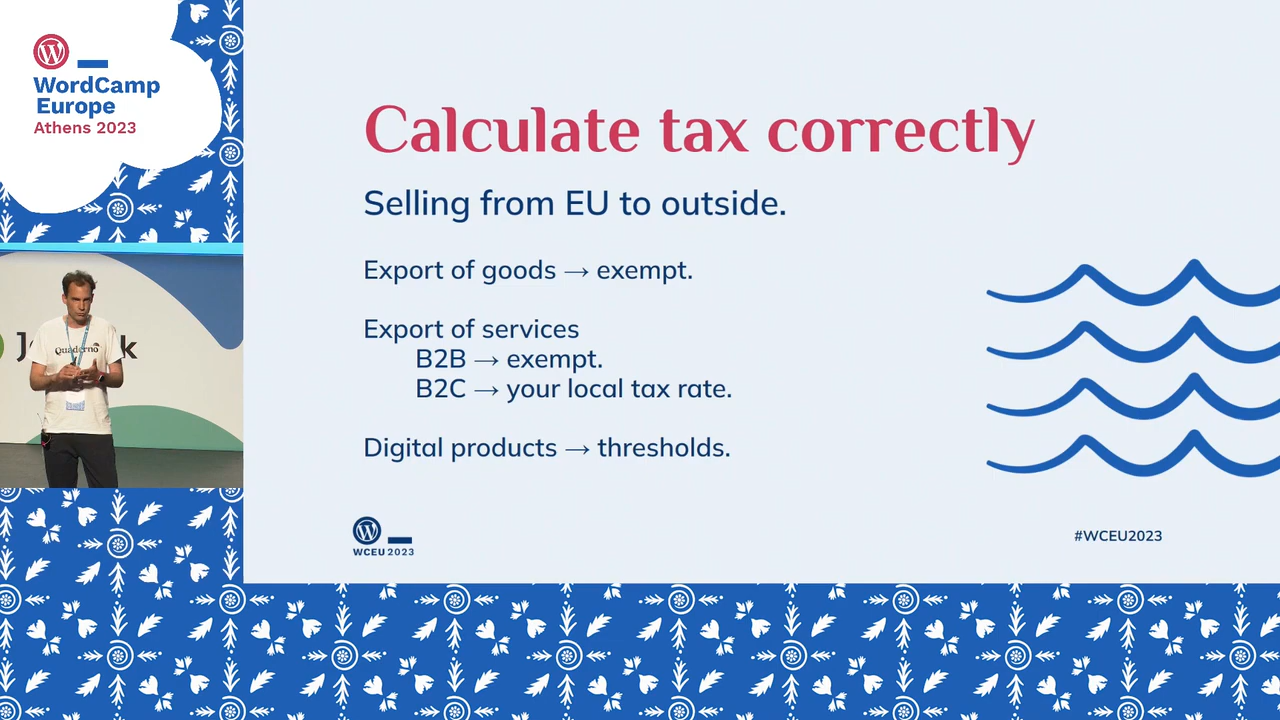 WordCamp
Europe
Athens 2023
Calculate tax correctly
Selling from EU to outside.
Export of goods → exempt.
Export of services
B2B → exempt.
B2C → your local tax rate.
Digital products → thresholds.
WCEU 2023
#WCEU2023
Quaderno